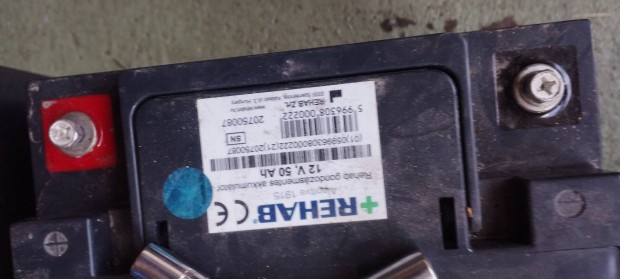 REHAB®
CE
Rehab gondozásmentes akkumulátor
12 V, 50 Ah
(01)05996308000222(21)20750087
SN 20750087
5 996308 000222
REHAB Zrt.